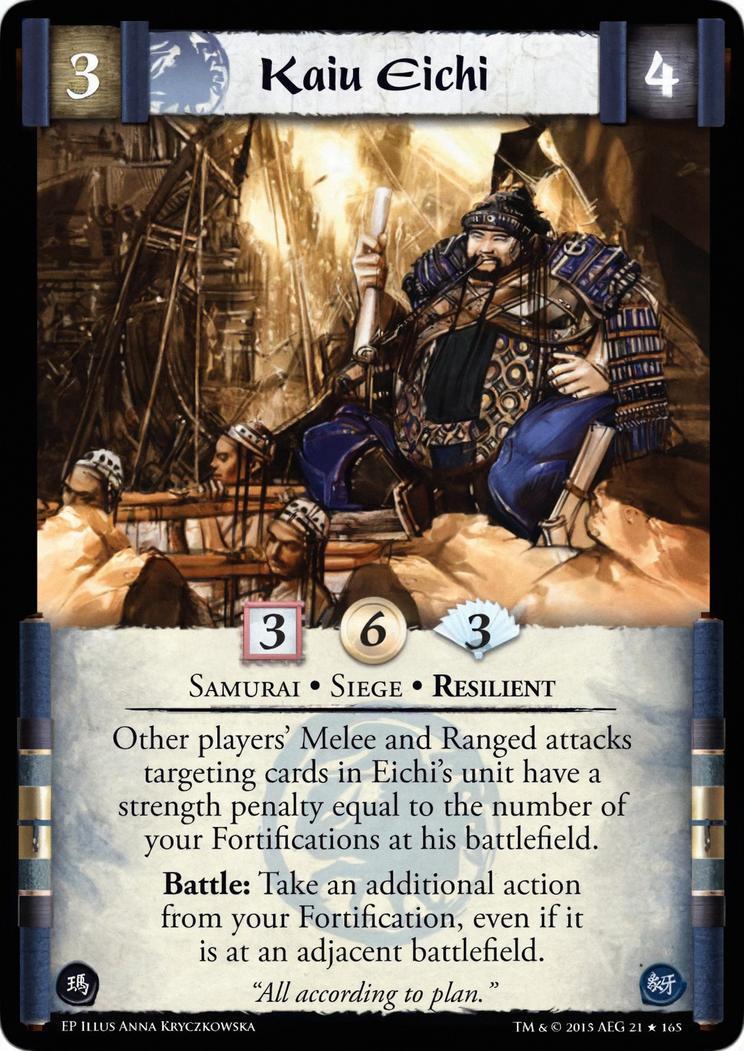 3
Kaiu Eichi
4
3
6
3
Samurai • Siege • Resilient
Other players’ Melee and Ranged attacks
targeting cards in Eichi’s unit have a
strength penalty equal to the number of
your Fortifications at his battlefield.
Battle: Take an additional action
from your Fortification, even if it
is at an adjacent battlefield.
“All according to plan.”
瑪
EP Illus Anna Kryczkowska
TM & © 2015 AEG 21 ★ 165